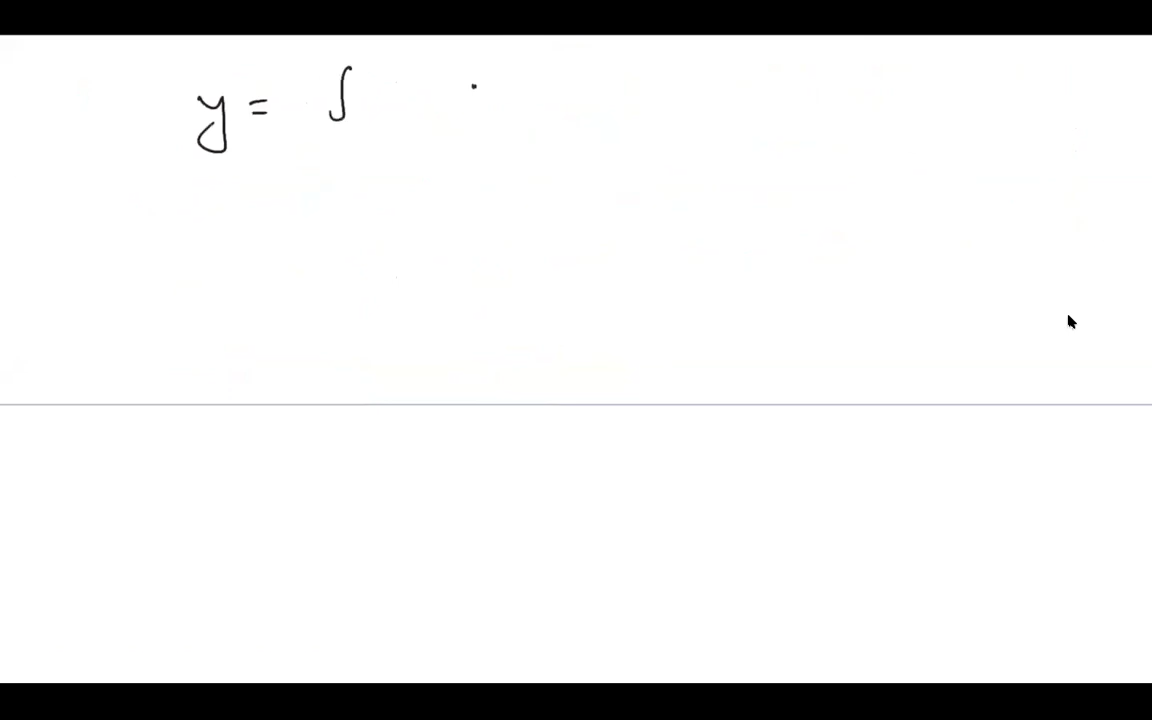 y = ∫